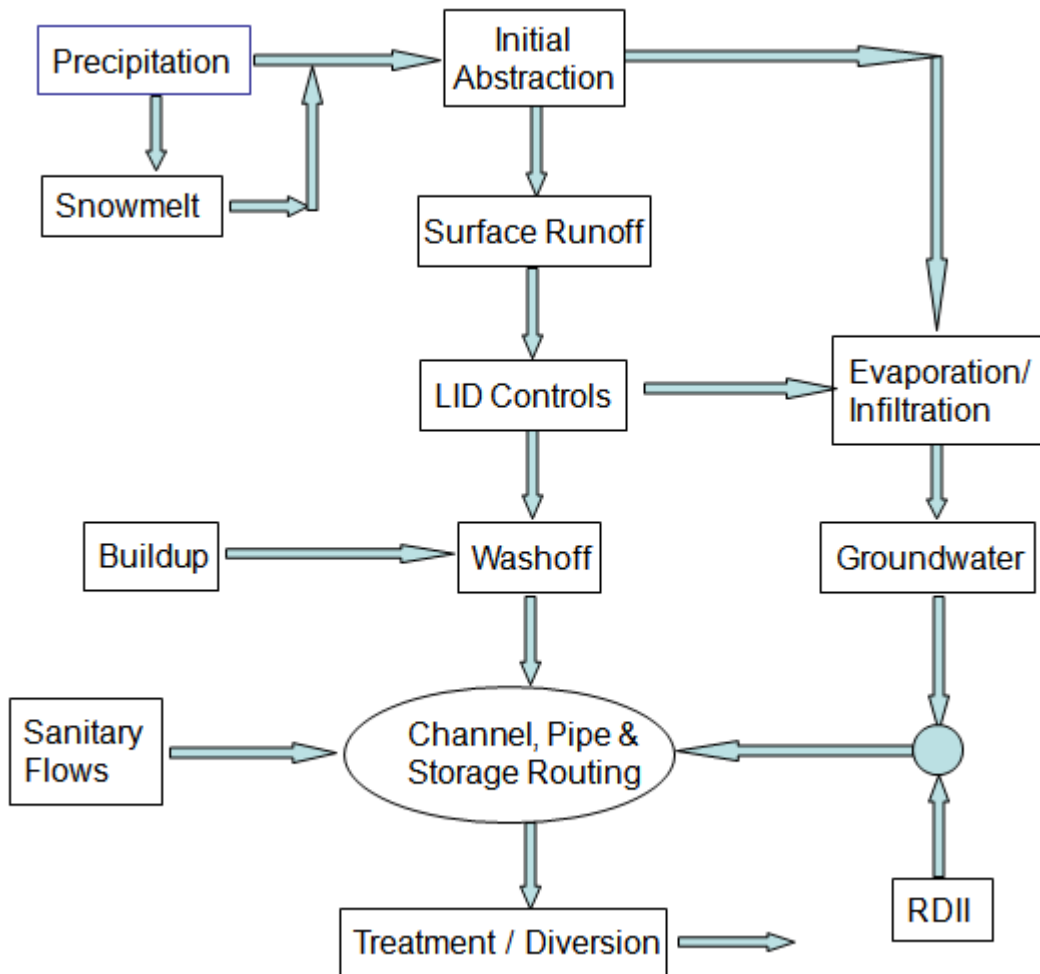 Precipitation
Initial
Abstraction
Snowmelt
Surface Runoff
LID Controls
Evaporation/
Infiltration
Buildup
Washoff
Groundwater
Sanitary
Flows
Channel, Pipe &
Storage Routing
RDII
Treatment / Diversion